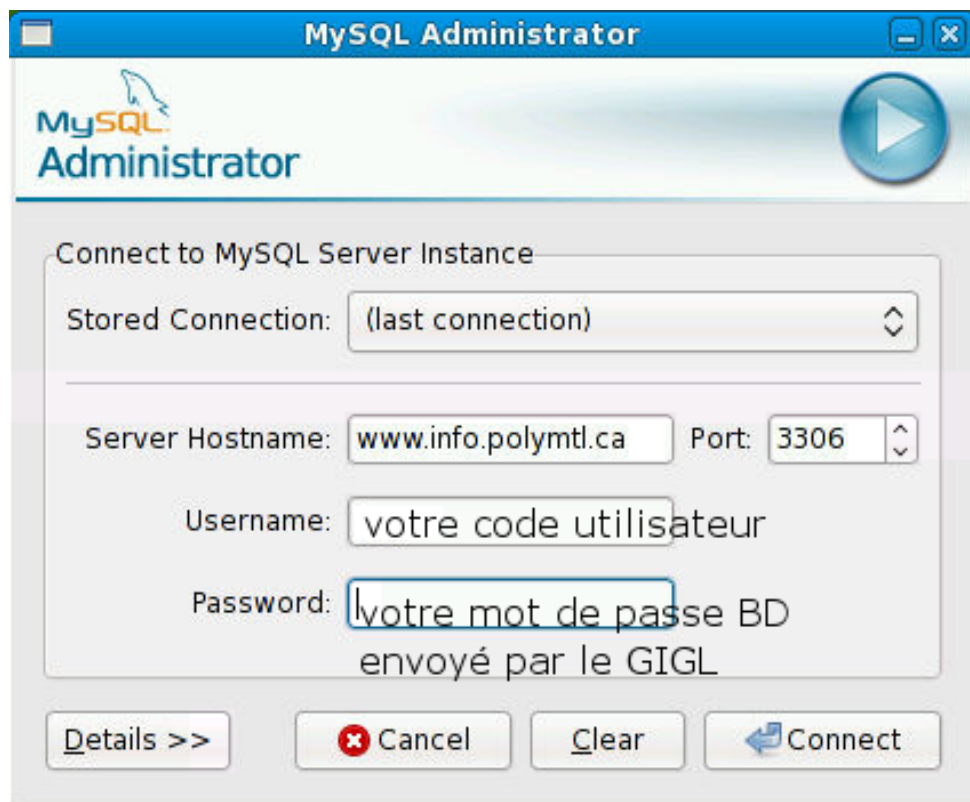 MySQL Administrator
MySQL
Administrator
Connect to MySQL Server Instance
Stored Connection: (last connection)
Server Hostname: www.info.polymtl.ca Port: 3306
Username: votre code utilisateur
Password: votre mot de passe BD
envoyé par le GIGL
Details >> Cancel Clear Connect